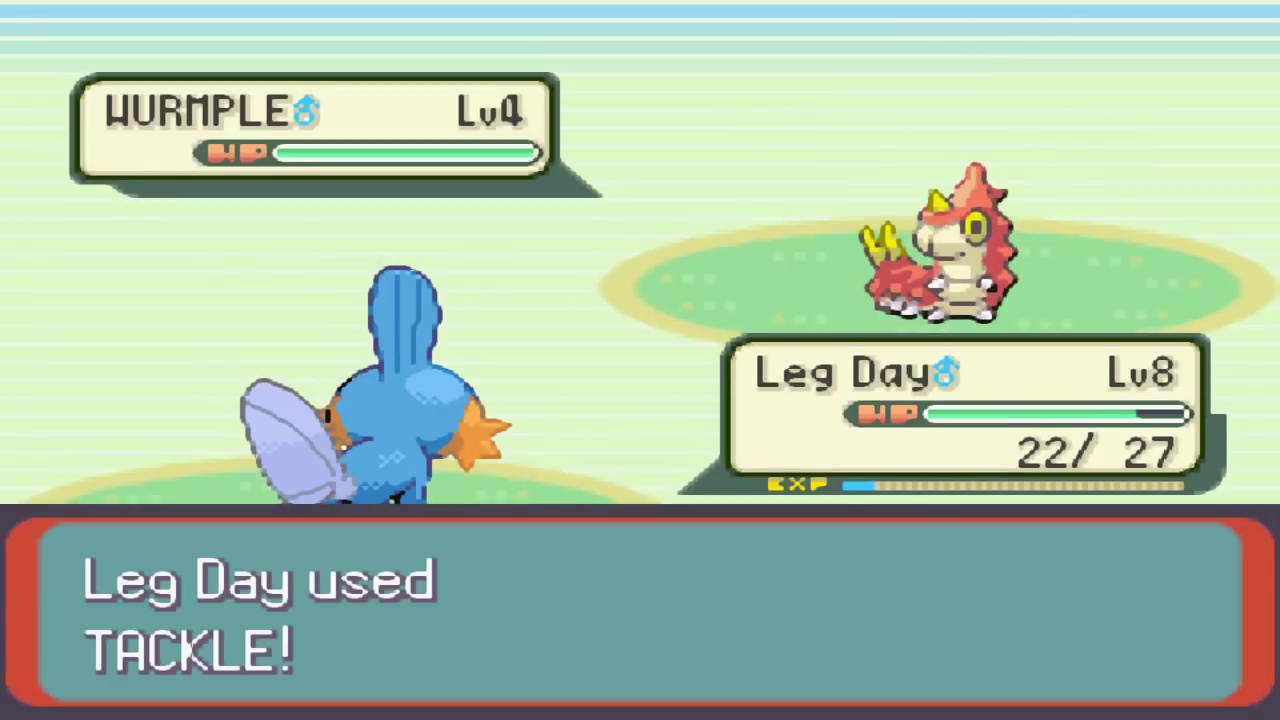 WURMPLE♂ Lv4
HP
Leg Day♂ Lv8
HP
22/ 27
EXP
Leg Day used
TACKLE!